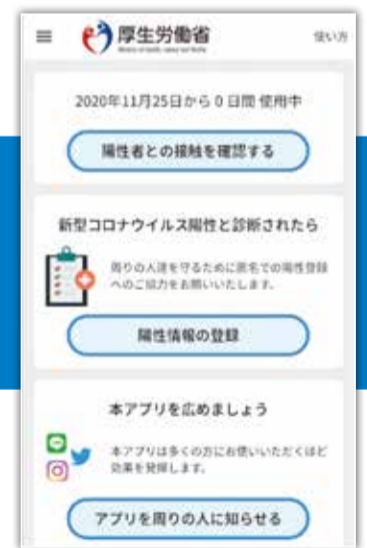 厚生労働省
使い方
2020年11月25日から0日間 使用中
陽性者との接触を確認する
新型コロナウイルス陽性と診断されたら
周りの人達を守るために匿名での陽性登録
へのご協力をお願いいたします。
陽性情報の登録
本アプリを広めましょう
本アプリは多くの方にお使いいただくほど
効果を発揮します。
アプリを周りの人に知らせる